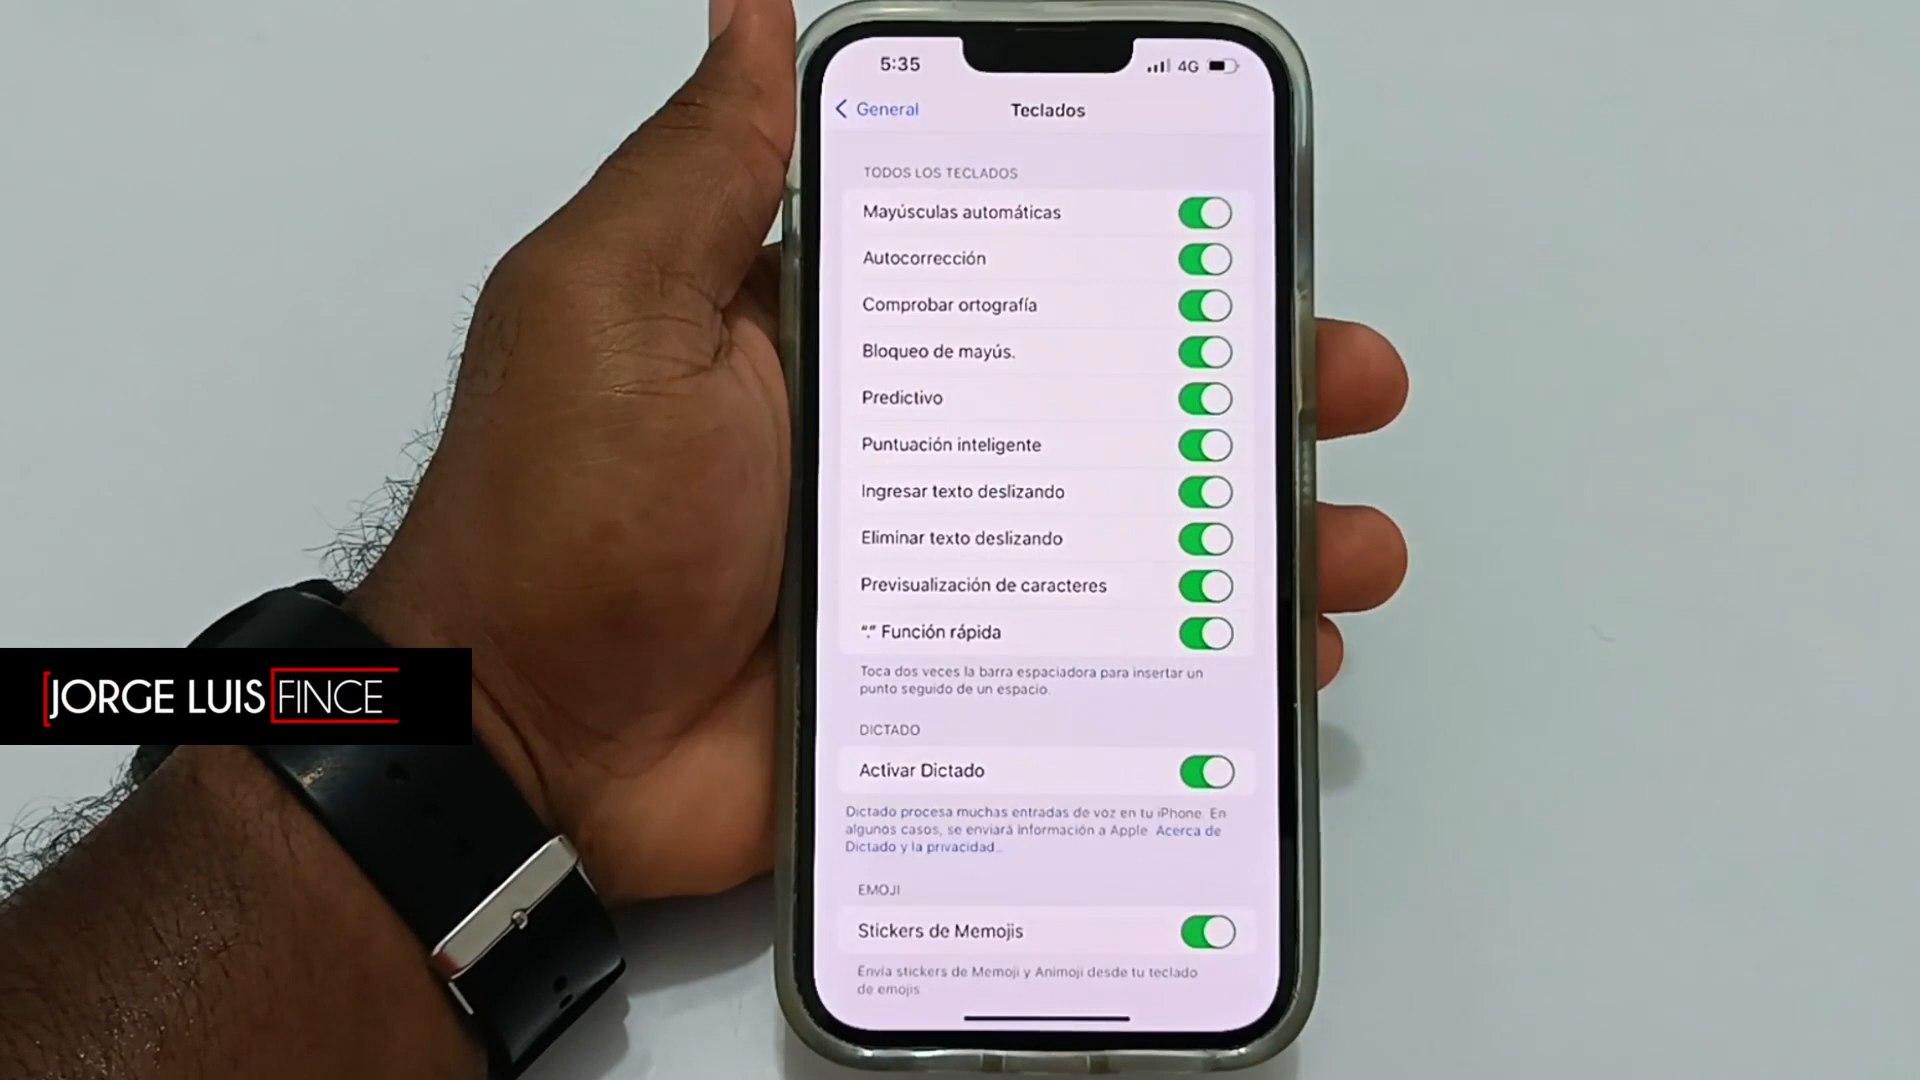 5:35
4G
General
Teclados
TODOS LOS TECLADOS
Mayúsculas automáticas
Autocorrección
Comprobar ortografía
Bloqueo de mayús.
Predictivo
Puntuación inteligente
Ingresar texto deslizando
Eliminar texto deslizando
Previsualización de caracteres
“.” Función rápida
Toca dos veces la barra espaciadora para insertar un
punto seguido de un espacio.
DICTADO
Activar Dictado
Dictado procesa muchas entradas de voz en tu iPhone. En
algunos casos, se enviará información a Apple. Acerca de
Dictado y la privacidad...
EMOJI
Stickers de Memojis
Envía stickers de Memoji y Animoji desde tu teclado
de emojis.
JORGE LUIS FINCE